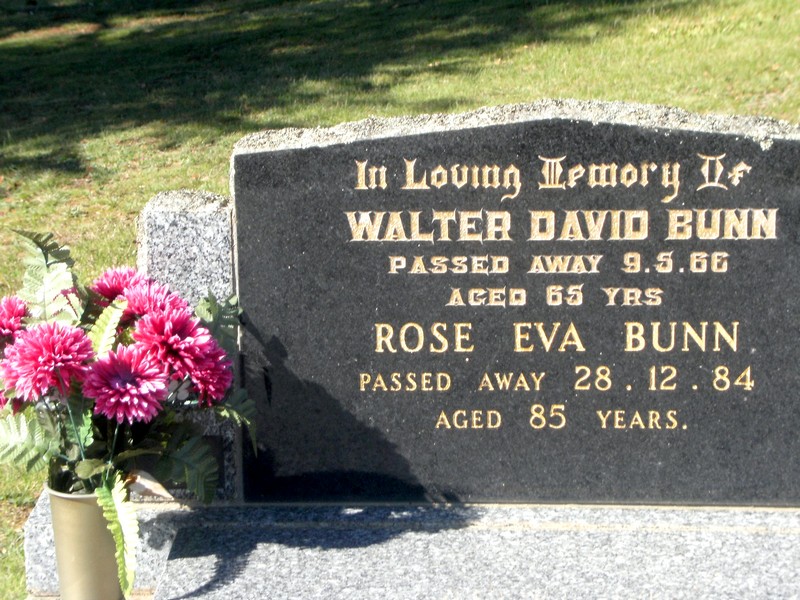 In Loving Memory Of
WALTER DAVID BUNN
PASSED AWAY 9.5.66
AGED 65 YRS
ROSE EVA BUNN
PASSED AWAY 28.12.84
AGED 85 YEARS.